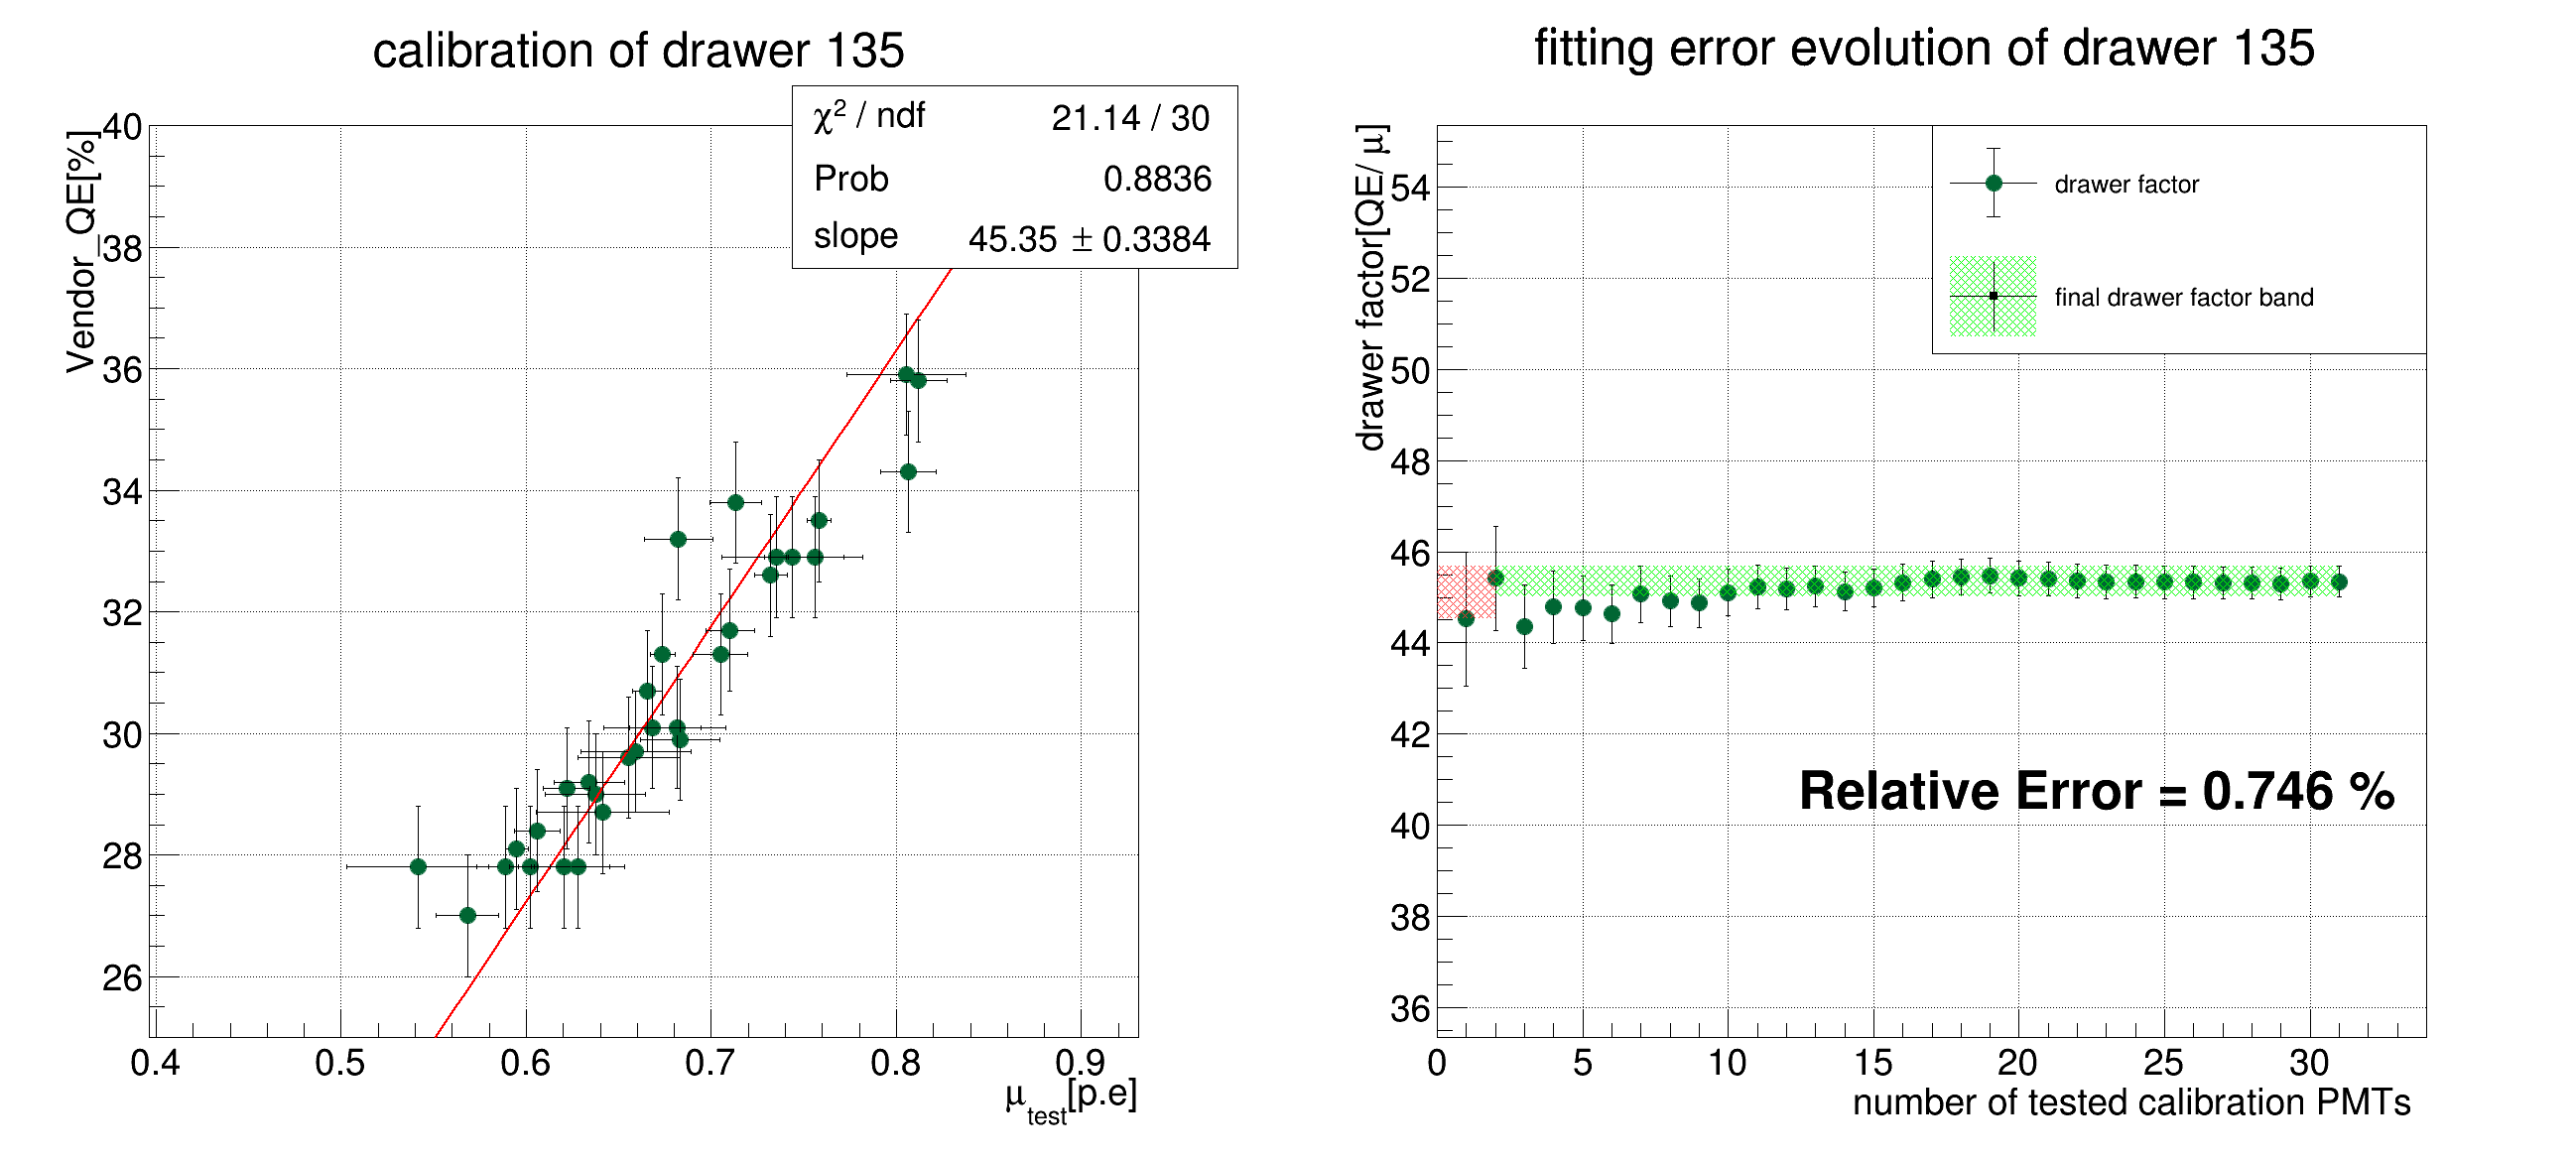 calibration of drawer 135
χ² / ndf 21.14 / 30
Prob 0.8836
slope 45.35 ± 0.3384
Vendor_QE[%]
40
38
36
34
32
30
28
26
0.4 0.5 0.6 0.7 0.8 0.9
μ_test[p.e]
fitting error evolution of drawer 135
drawer factor
final drawer factor band
drawer factor[QE/ μ]
54
52
50
48
46
44
42
40
38
36
Relative Error = 0.746 %
0 5 10 15 20 25 30
number of tested calibration PMTs